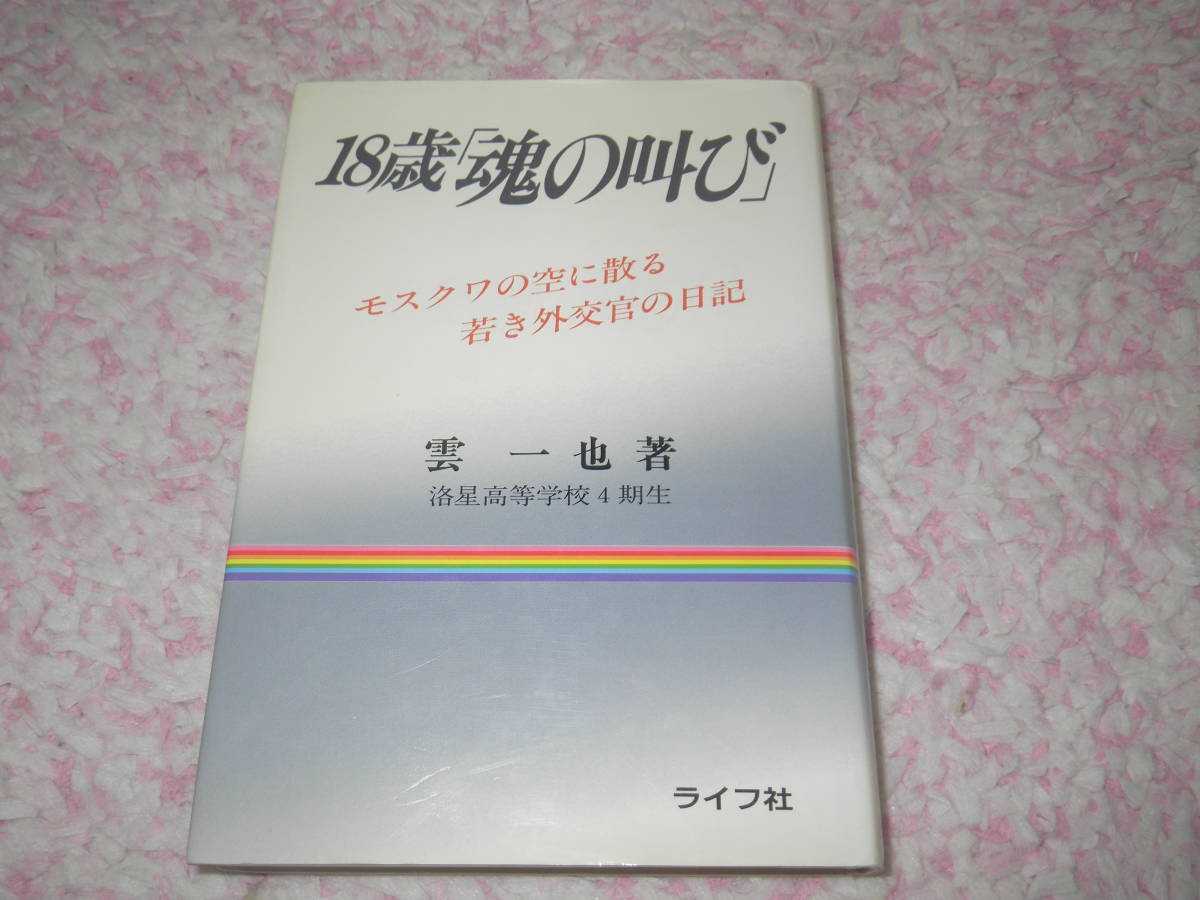 18歳「魂の叫び」
モスクワの空に散る
若き外交官の日記
雲 一也著
洛星高等学校4期生
ライフ社